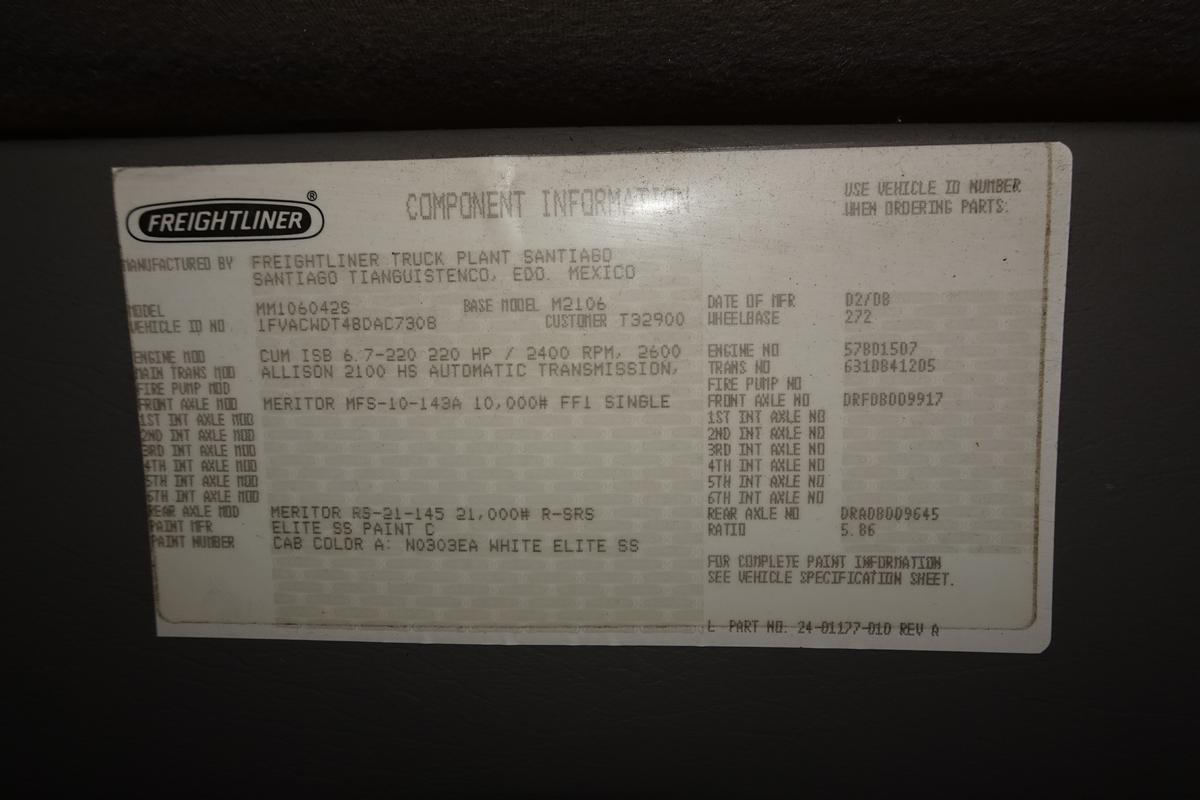 FREIGHTLINER®
COMPONENT INFORMATION
USE VEHICLE ID NUMBER
WHEN ORDERING PARTS.
MANUFACTURED BY FREIGHTLINER TRUCK PLANT SANTIAGO
SANTIAGO TIANGUISTENCO, EDO. MEXICO
MODEL MM106042S BASE MODEL M2106 DATE OF MFR 02/08
VEHICLE ID NO 1FVACWDT48DAC7308 CUSTOMER T32900 WHEELBASE 272
ENGINE MOD CUM ISB 6.7-220 220 HP / 2400 RPM, 2600 ENGINE NO 57801507
MAIN TRANS MOD ALLISON 2100 HS AUTOMATIC TRANSMISSION, TRANS NO 6310841205
FIRE PUMP MOD FIRE PUMP NO
FRONT AXLE MOD MERITOR MFS-10-143A 10,000# FF1 SINGLE FRONT AXLE NO DRF08009917
1ST INT AXLE MOD 1ST INT AXLE NO
2ND INT AXLE MOD 2ND INT AXLE NO
3RD INT AXLE MOD 3RD INT AXLE NO
4TH INT AXLE MOD 4TH INT AXLE NO
5TH INT AXLE MOD 5TH INT AXLE NO
6TH INT AXLE MOD 6TH INT AXLE NO
REAR AXLE MOD MERITOR RS-21-145 21,000# R-SRS REAR AXLE NO DRA08009645
PAINT MFR ELITE SS PAINT C RATIO 5.86
PAINT NUMBER CAB COLOR A: N0303EA WHITE ELITE SS
FOR COMPLETE PAINT INFORMATION
SEE VEHICLE SPECIFICATION SHEET.
L PART NO. 24-01177-010 REV A